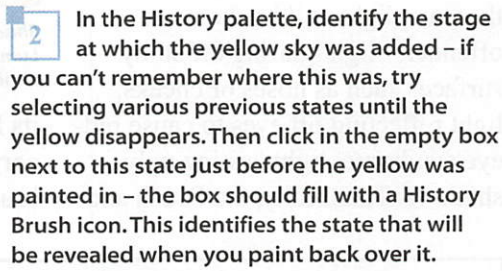 2
In the History palette, identify the stage
at which the yellow sky was added – if
you can't remember where this was, try
selecting various previous states until the
yellow disappears. Then click in the empty box
next to this state just before the yellow was
painted in – the box should fill with a History
Brush icon. This identifies the state that will
be revealed when you paint back over it.